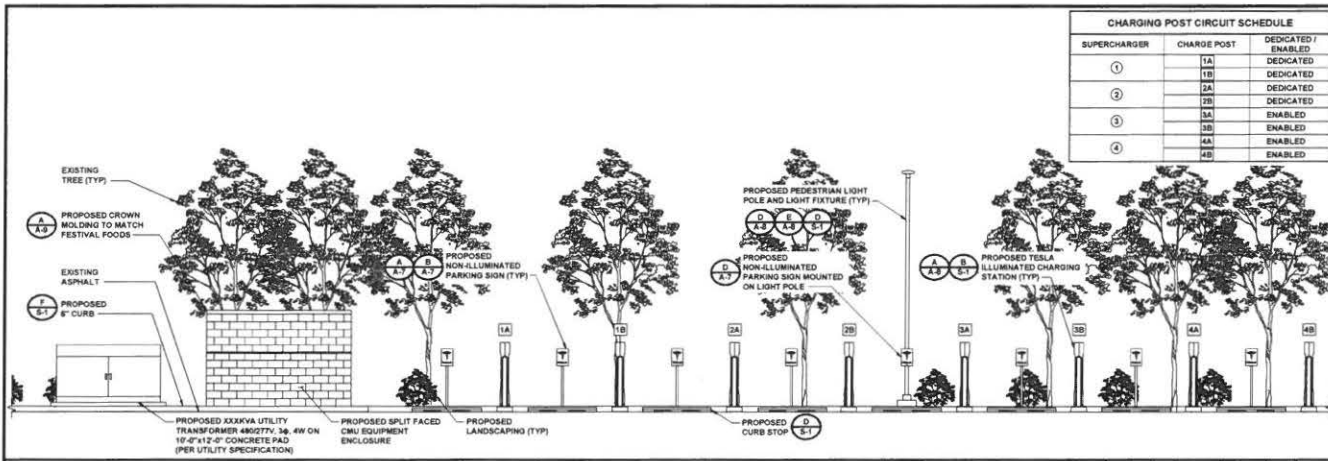 CHARGING POST CIRCUIT SCHEDULE
SUPERCHARGER CHARGE POST DEDICATED / ENABLED
1 1A DEDICATED
1B DEDICATED
2 2A DEDICATED
2B DEDICATED
3 3A ENABLED
3B ENABLED
4 4A ENABLED
4B ENABLED
EXISTING
TREE (TYP)
A
A-9
PROPOSED CROWN
MOLDING TO MATCH
FESTIVAL FOODS
EXISTING
ASPHALT
F
S-1
PROPOSED
6" CURB
A
A-7
B
A-7
PROPOSED
NON-ILLUMINATED
PARKING SIGN (TYP)
PROPOSED PEDESTRIAN LIGHT
POLE AND LIGHT FIXTURE (TYP)
D
A-8
E
A-8
D
S-1
D
A-7
PROPOSED
NON-ILLUMINATED
PARKING SIGN MOUNTED
ON LIGHT POLE
A
A-8
B
S-1
PROPOSED TESLA
ILLUMINATED CHARGING
STATION (TYP)
1A 1B 2A 2B 3A 3B 4A 4B
PROPOSED XXXKVA UTILITY
TRANSFORMER 480/277V, 3φ, 4W ON
10'-0"x12'-0" CONCRETE PAD
(PER UTILITY SPECIFICATION)
PROPOSED SPLIT FACED
CMU EQUIPMENT
ENCLOSURE
PROPOSED
LANDSCAPING (TYP)
PROPOSED
CURB STOP
D
S-1